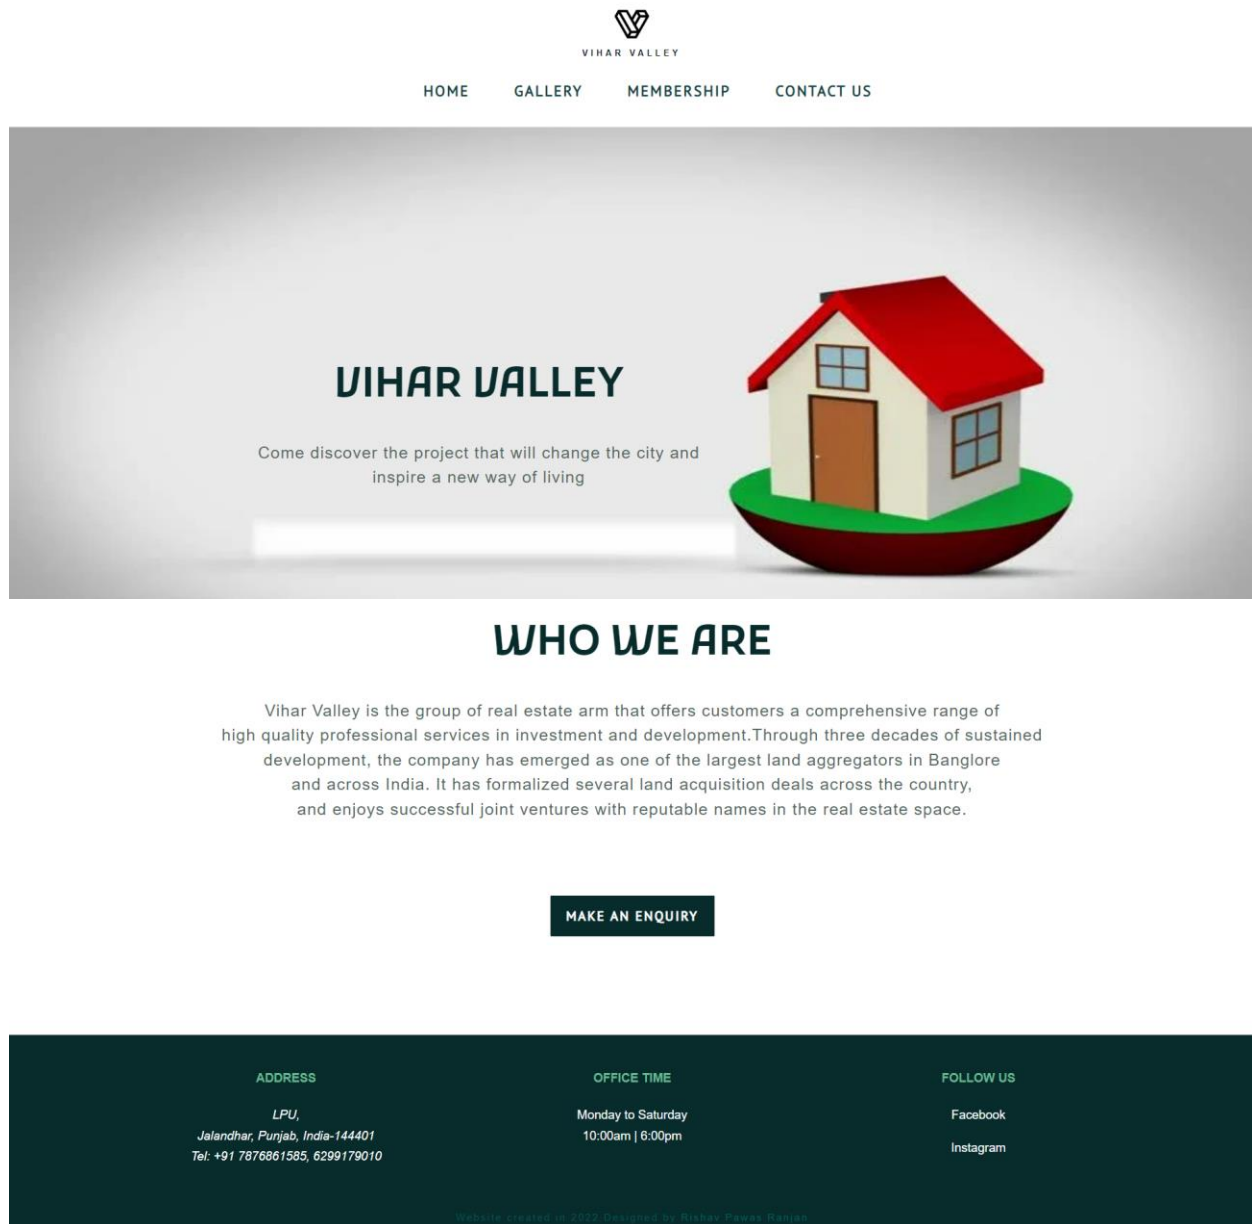 VIHAR VALLEY
HOME GALLERY MEMBERSHIP CONTACT US
VIHAR VALLEY
Come discover the project that will change the city and
inspire a new way of living
WHO WE ARE
Vihar Valley is the group of real estate arm that offers customers a comprehensive range of
high quality professional services in investment and development.Through three decades of sustained
development, the company has emerged as one of the largest land aggregators in Banglore
and across India. It has formalized several land acquisition deals across the country,
and enjoys successful joint ventures with reputable names in the real estate space.
MAKE AN ENQUIRY
ADDRESS
LPU,
Jalandhar, Punjab, India-144401
Tel: +91 7876861585, 6299179010
OFFICE TIME
Monday to Saturday
10:00am | 6:00pm
FOLLOW US
Facebook
Instagram
Website created in 2022 Designed by Rishav Pawas Ranjan